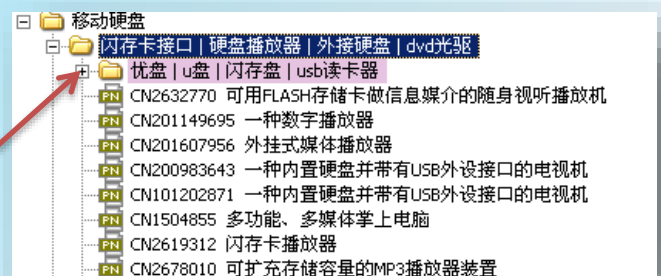 移动硬盘
闪存卡接口 | 硬盘播放器 | 外接硬盘 | dvd光驱
优盘 | u盘 | 闪存盘 | usb读卡器
PN CN2632770 可用FLASH存储卡做信息媒介的随身视听播放机
PN CN201149695 一种数字播放器
PN CN201607956 外挂式媒体播放器
PN CN200983643 一种内置硬盘并带有USB外设接口的电视机
PN CN101202871 一种内置硬盘并带有USB外设接口的电视机
PN CN1504855 多功能、多媒体掌上电脑
PN CN2619312 闪存卡播放器
PN CN2678010 可扩充存储容量的MP3播放器装置